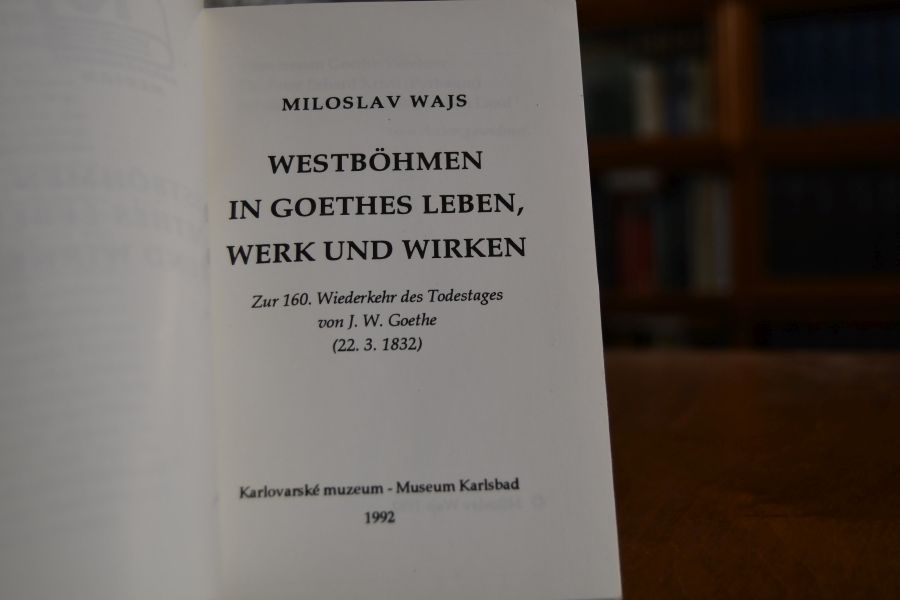 MILOSLAV WAJS
WESTBÖHMEN
IN GOETHES LEBEN,
WERK UND WIRKEN
Zur 160. Wiederkehr des Todestages
von J. W. Goethe
(22. 3. 1832)
Karlovarské muzeum - Museum Karlsbad
1992